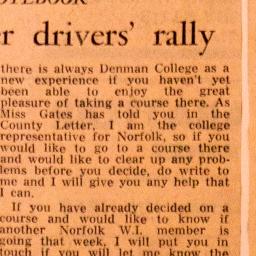 NOTEBOOK
r drivers' rally
there is always Denman College as a
new experience if you haven't yet
been able to enjoy the great
pleasure of taking a course there. As
Miss Gates has told you in the
County Letter, I am the college
representative for Norfolk, so if you
would like to go to a course there
and would like to clear up any prob-
lems before you decide, do write to
me and I will give you any help that
I can.
If you have already decided on a
course and would like to know if
another Norfolk W.I. member is
going that week, I will put you in
touch if you will let me know the